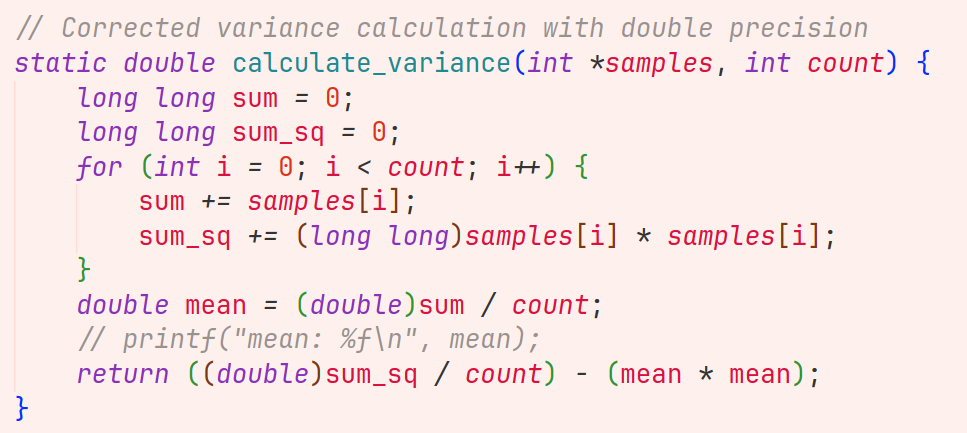 // Corrected variance calculation with double precision
static double calculate_variance(int *samples, int count) {
    long long sum = 0;
    long long sum_sq = 0;
    for (int i = 0; i < count; i++) {
        sum += samples[i];
        sum_sq += (long long)samples[i] * samples[i];
    }
    double mean = (double)sum / count;
    // printf("mean: %f\n", mean);
    return ((double)sum_sq / count) - (mean * mean);
}